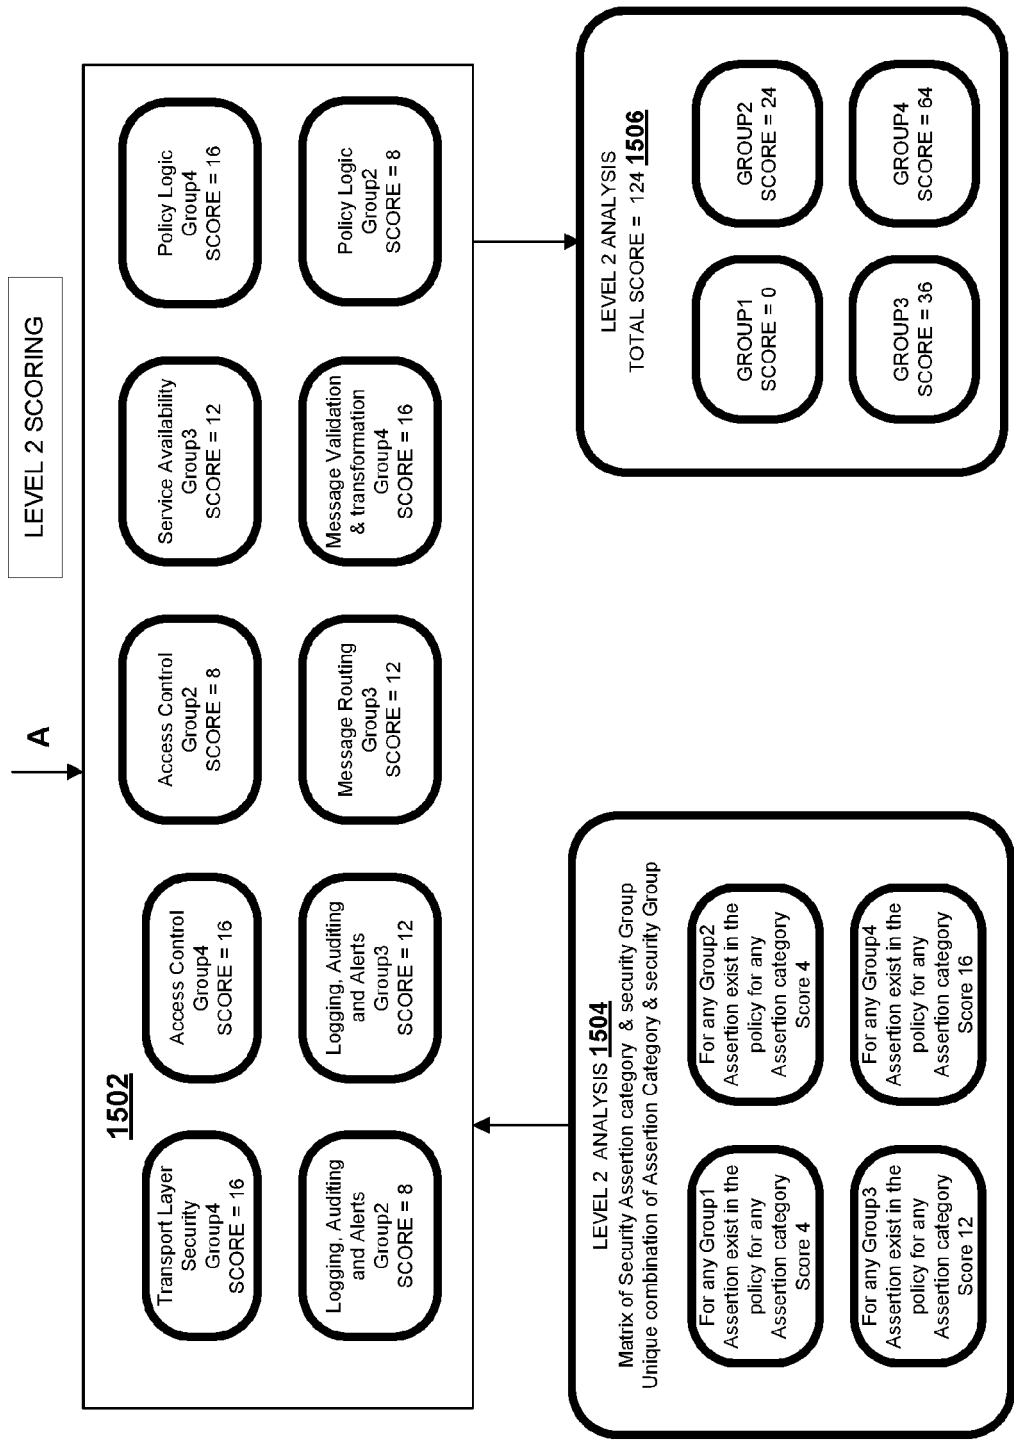 LEVEL 2 SCORING
A
1502
Transport Layer
Security
Group4
SCORE = 16
Access Control
Group4
SCORE = 16
Access Control
Group2
SCORE = 8
Service Availability
Group3
SCORE = 12
Policy Logic
Group4
SCORE = 16
Logging, Auditing
and Alerts
Group2
SCORE = 8
Logging, Auditing
and Alerts
Group3
SCORE = 12
Message Routing
Group3
SCORE = 12
Message Validation
& transformation
Group4
SCORE = 16
Policy Logic
Group2
SCORE = 8
LEVEL 2 ANALYSIS 1504
Matrix of Security Assertion category & security Group
Unique combination of Assertion Category & security Group
For any Group1
Assertion exist in the
policy for any
Assertion category
Score 4
For any Group2
Assertion exist in the
policy for any
Assertion category
Score 4
For any Group3
Assertion exist in the
policy for any
Assertion category
Score 12
For any Group4
Assertion exist in the
policy for any
Assertion category
Score 16
LEVEL 2 ANALYSIS
TOTAL SCORE = 124 1506
GROUP1
SCORE = 0
GROUP2
SCORE = 24
GROUP3
SCORE = 36
GROUP4
SCORE = 64